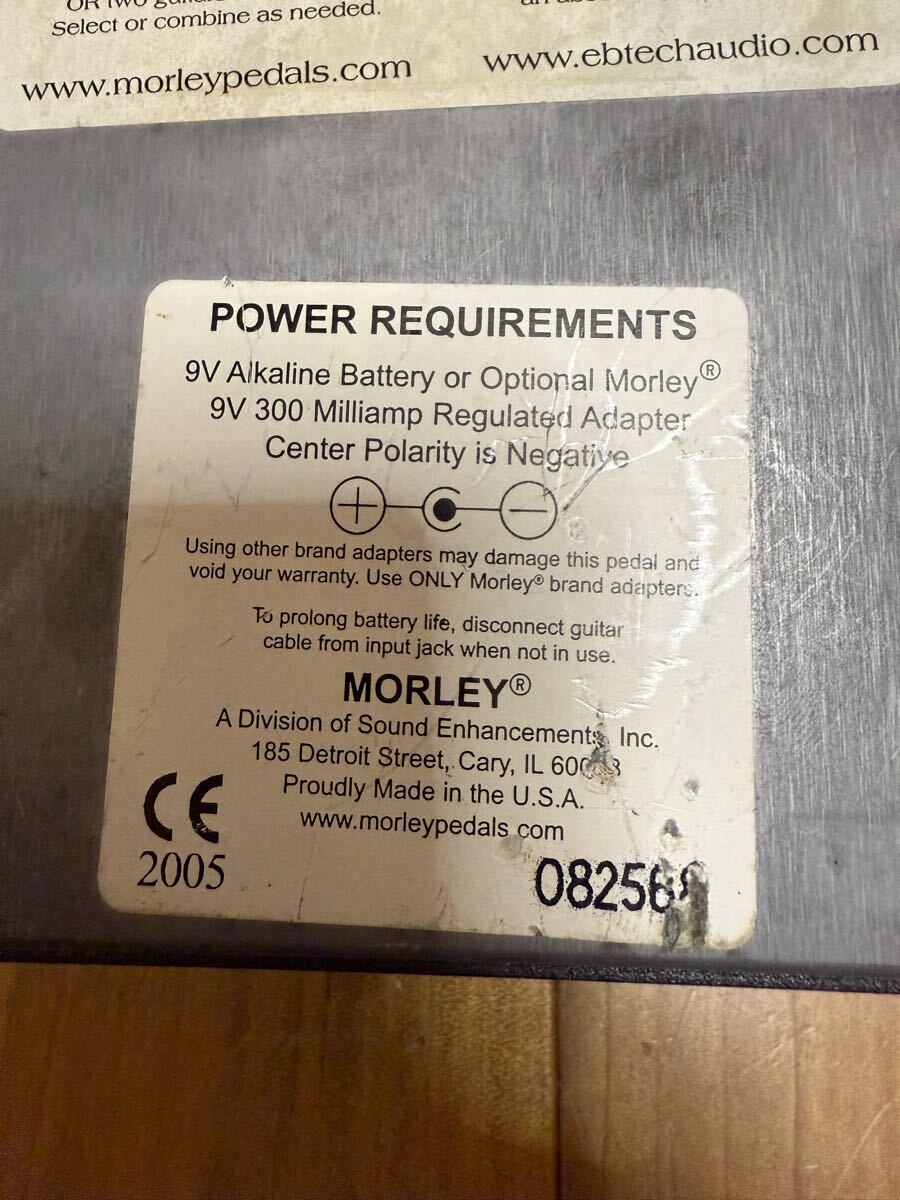 Select or combine as needed.
www.morleypedals.com
www.ebtechaudio.com
POWER REQUIREMENTS
9V Alkaline Battery or Optional Morley®
9V 300 Milliamp Regulated Adapter
Center Polarity is Negative
Using other brand adapters may damage this pedal and
void your warranty. Use ONLY Morley® brand adapters.
To prolong battery life, disconnect guitar
cable from input jack when not in use.
MORLEY®
A Division of Sound Enhancements, Inc.
185 Detroit Street, Cary, IL
Proudly Made in the U.S.A.
www.morleypedals.com
CE
2005